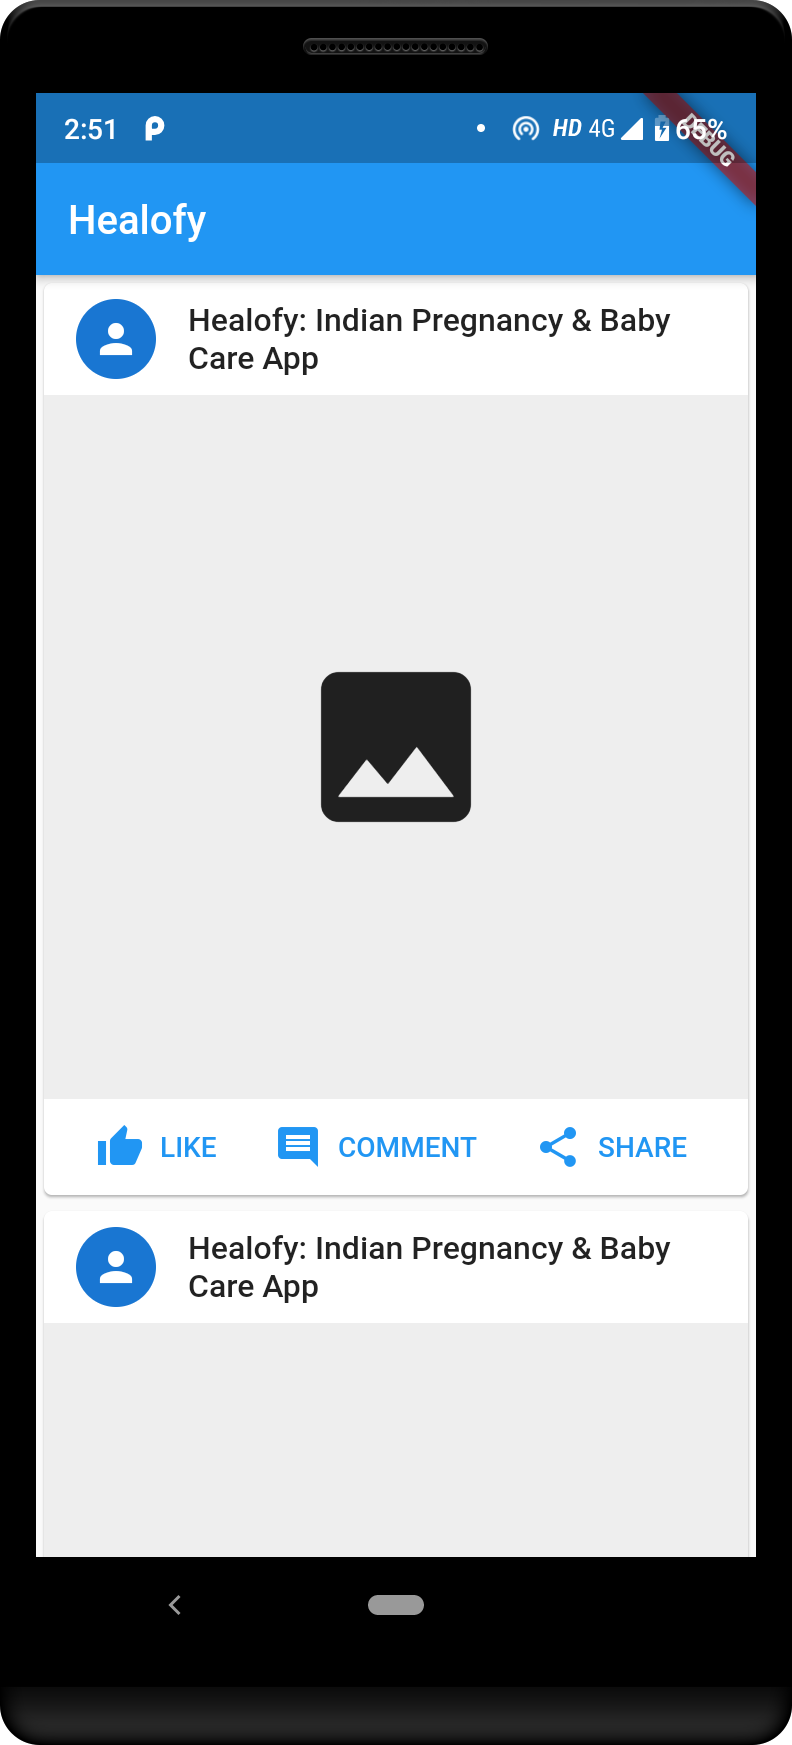 2:51 HD 4G 65%
DEBUG
Healofy
Healofy: Indian Pregnancy & Baby
Care App
LIKE COMMENT SHARE
Healofy: Indian Pregnancy & Baby
Care App